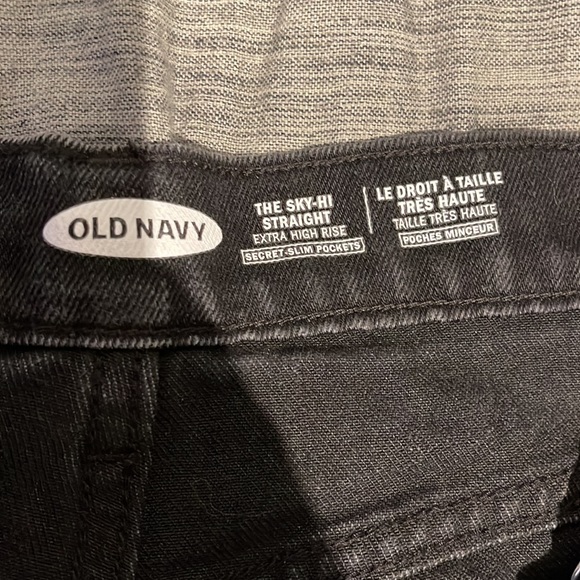 OLD NAVY
THE SKY-HI
STRAIGHT
EXTRA HIGH RISE
SECRET-SLIM POCKETS
LE DROIT À TAILLE
TRÈS HAUTE
TAILLE TRÈS HAUTE
POCHES MINCEUR